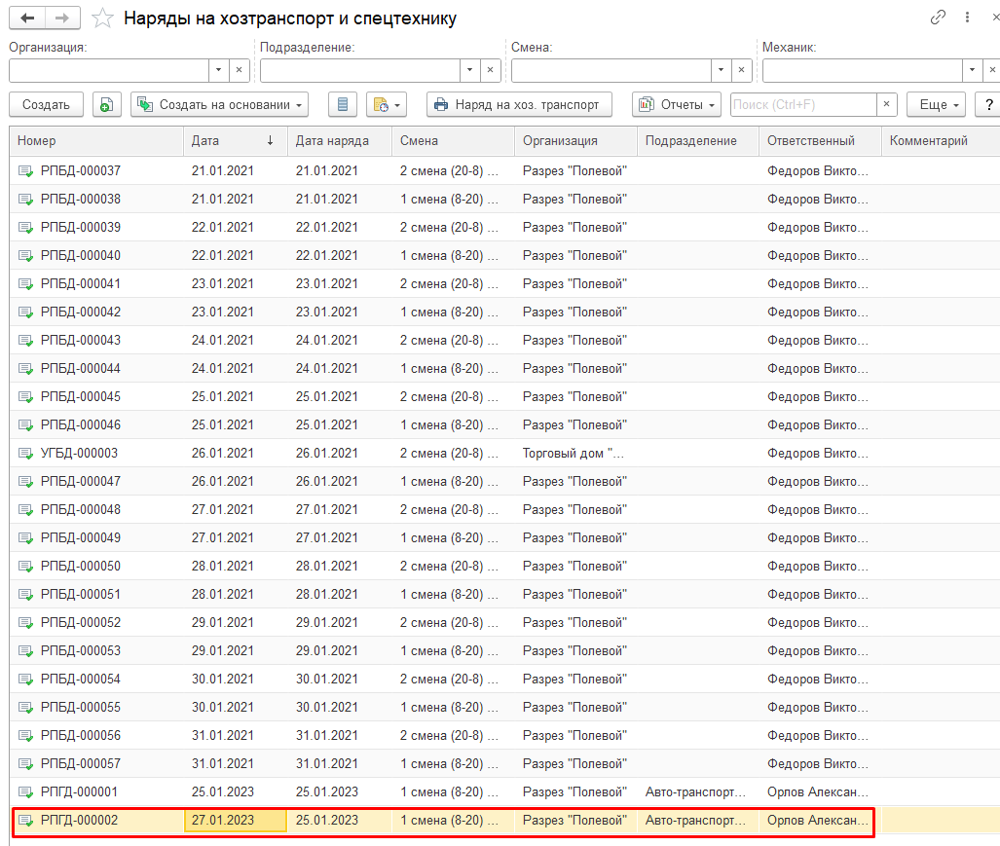 Наряды на хозтранспорт и спецтехнику
Организация: Подразделение: Смена: Механик:
Создать Создать на основании Наряд на хоз. транспорт Отчеты Поиск (Ctrl+F) × Еще ?
Номер Дата ↓ Дата наряда Смена Организация Подразделение Ответственный Комментарий
РПБД-000037 21.01.2021 21.01.2021 2 смена (20-8) ... Разрез "Полевой" Федоров Викто...
РПБД-000038 21.01.2021 21.01.2021 1 смена (8-20) ... Разрез "Полевой" Федоров Викто...
РПБД-000039 22.01.2021 22.01.2021 2 смена (20-8) ... Разрез "Полевой" Федоров Викто...
РПБД-000040 22.01.2021 22.01.2021 1 смена (8-20) ... Разрез "Полевой" Федоров Викто...
РПБД-000041 23.01.2021 23.01.2021 2 смена (20-8) ... Разрез "Полевой" Федоров Викто...
РПБД-000042 23.01.2021 23.01.2021 1 смена (8-20) ... Разрез "Полевой" Федоров Викто...
РПБД-000043 24.01.2021 24.01.2021 2 смена (20-8) ... Разрез "Полевой" Федоров Викто...
РПБД-000044 24.01.2021 24.01.2021 1 смена (8-20) ... Разрез "Полевой" Федоров Викто...
РПБД-000045 25.01.2021 25.01.2021 2 смена (20-8) ... Разрез "Полевой" Федоров Викто...
РПБД-000046 25.01.2021 25.01.2021 1 смена (8-20) ... Разрез "Полевой" Федоров Викто...
УГБД-000003 26.01.2021 26.01.2021 2 смена (20-8) ... Торговый дом "... Федоров Викто...
РПБД-000047 26.01.2021 26.01.2021 1 смена (8-20) ... Разрез "Полевой" Федоров Викто...
РПБД-000048 27.01.2021 27.01.2021 2 смена (20-8) ... Разрез "Полевой" Федоров Викто...
РПБД-000049 27.01.2021 27.01.2021 1 смена (8-20) ... Разрез "Полевой" Федоров Викто...
РПБД-000050 28.01.2021 28.01.2021 2 смена (20-8) ... Разрез "Полевой" Федоров Викто...
РПБД-000051 28.01.2021 28.01.2021 1 смена (8-20) ... Разрез "Полевой" Федоров Викто...
РПБД-000052 29.01.2021 29.01.2021 2 смена (20-8) ... Разрез "Полевой" Федоров Викто...
РПБД-000053 29.01.2021 29.01.2021 1 смена (8-20) ... Разрез "Полевой" Федоров Викто...
РПБД-000054 30.01.2021 30.01.2021 2 смена (20-8) ... Разрез "Полевой" Федоров Викто...
РПБД-000055 30.01.2021 30.01.2021 1 смена (8-20) ... Разрез "Полевой" Федоров Викто...
РПБД-000056 31.01.2021 31.01.2021 2 смена (20-8) ... Разрез "Полевой" Федоров Викто...
РПБД-000057 31.01.2021 31.01.2021 1 смена (8-20) ... Разрез "Полевой" Федоров Викто...
РПГД-000001 25.01.2023 25.01.2023 1 смена (8-20) ... Разрез "Полевой" Авто-транспорт... Орлов Алексан...
РПГД-000002 27.01.2023 25.01.2023 1 смена (8-20) ... Разрез "Полевой" Авто-транспорт... Орлов Алексан...